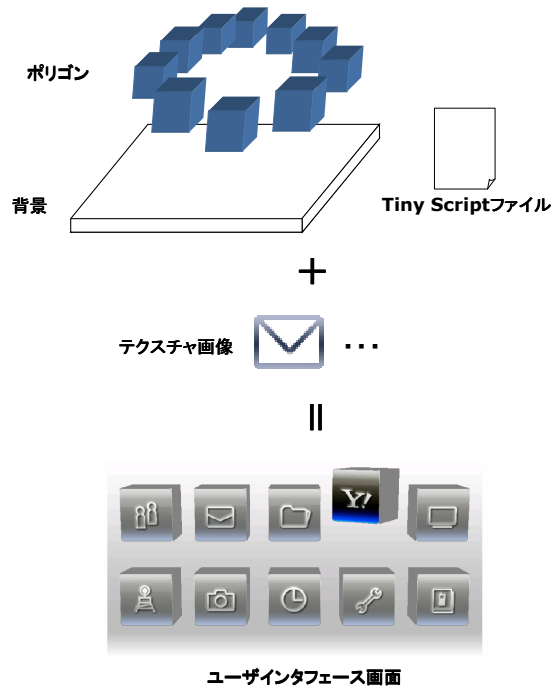 ポリゴン
背景
Tiny Scriptファイル
+
テクスチャ画像
・・・
=
Y!
ユーザインタフェース画面